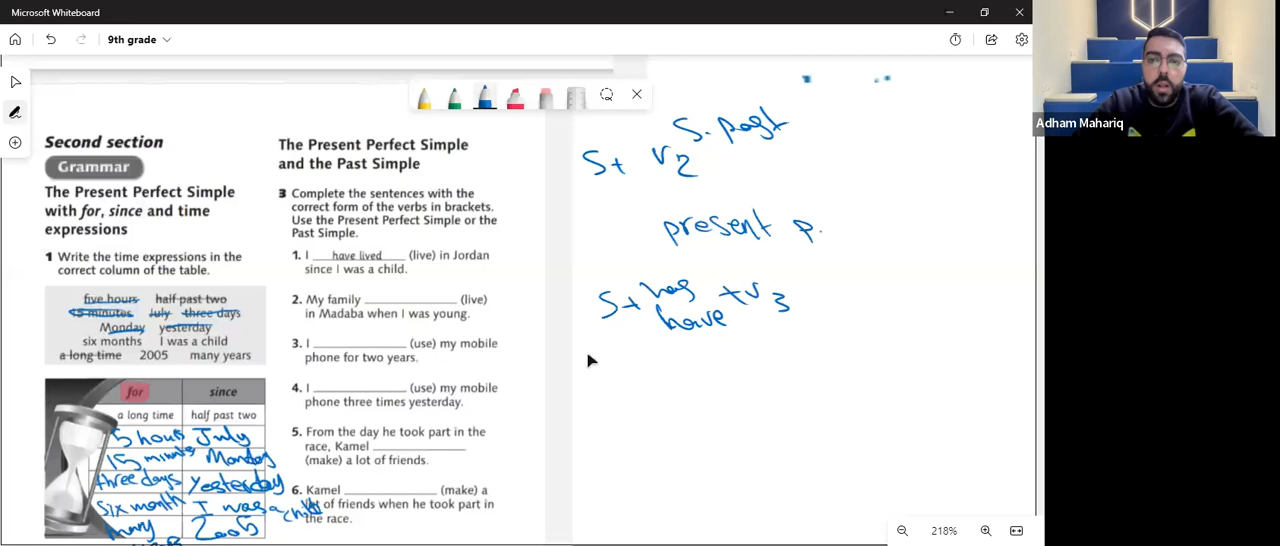 Microsoft Whiteboard
9th grade
Second section
Grammar
The Present Perfect Simple
with for, since and time
expressions
1 Write the time expressions in the
correct column of the table.
five hours half past two
15 minutes July three days
Monday yesterday
six months I was a child
a long time 2005 many years
for since
a long time half past two
5 hours July
15 minutes Monday
three days yesterday
six month I was a child
many 2005
The Present Perfect Simple
and the Past Simple
3 Complete the sentences with the
correct form of the verbs in brackets.
Use the Present Perfect Simple or the
Past Simple.
1. I have lived (live) in Jordan
since I was a child.
2. My family ____________ (live)
in Madaba when I was young.
3. I ____________ (use) my mobile
phone for two years.
4. I ____________ (use) my mobile
phone three times yesterday.
5. From the day he took part in the
race, Kamel ____________
(make) a lot of friends.
6. Kamel ____________ (make) a
lot of friends when he took part in
the race.
S. past
S+ V2
present p.
S+ has +V3
have
Adham Mahariq
218%